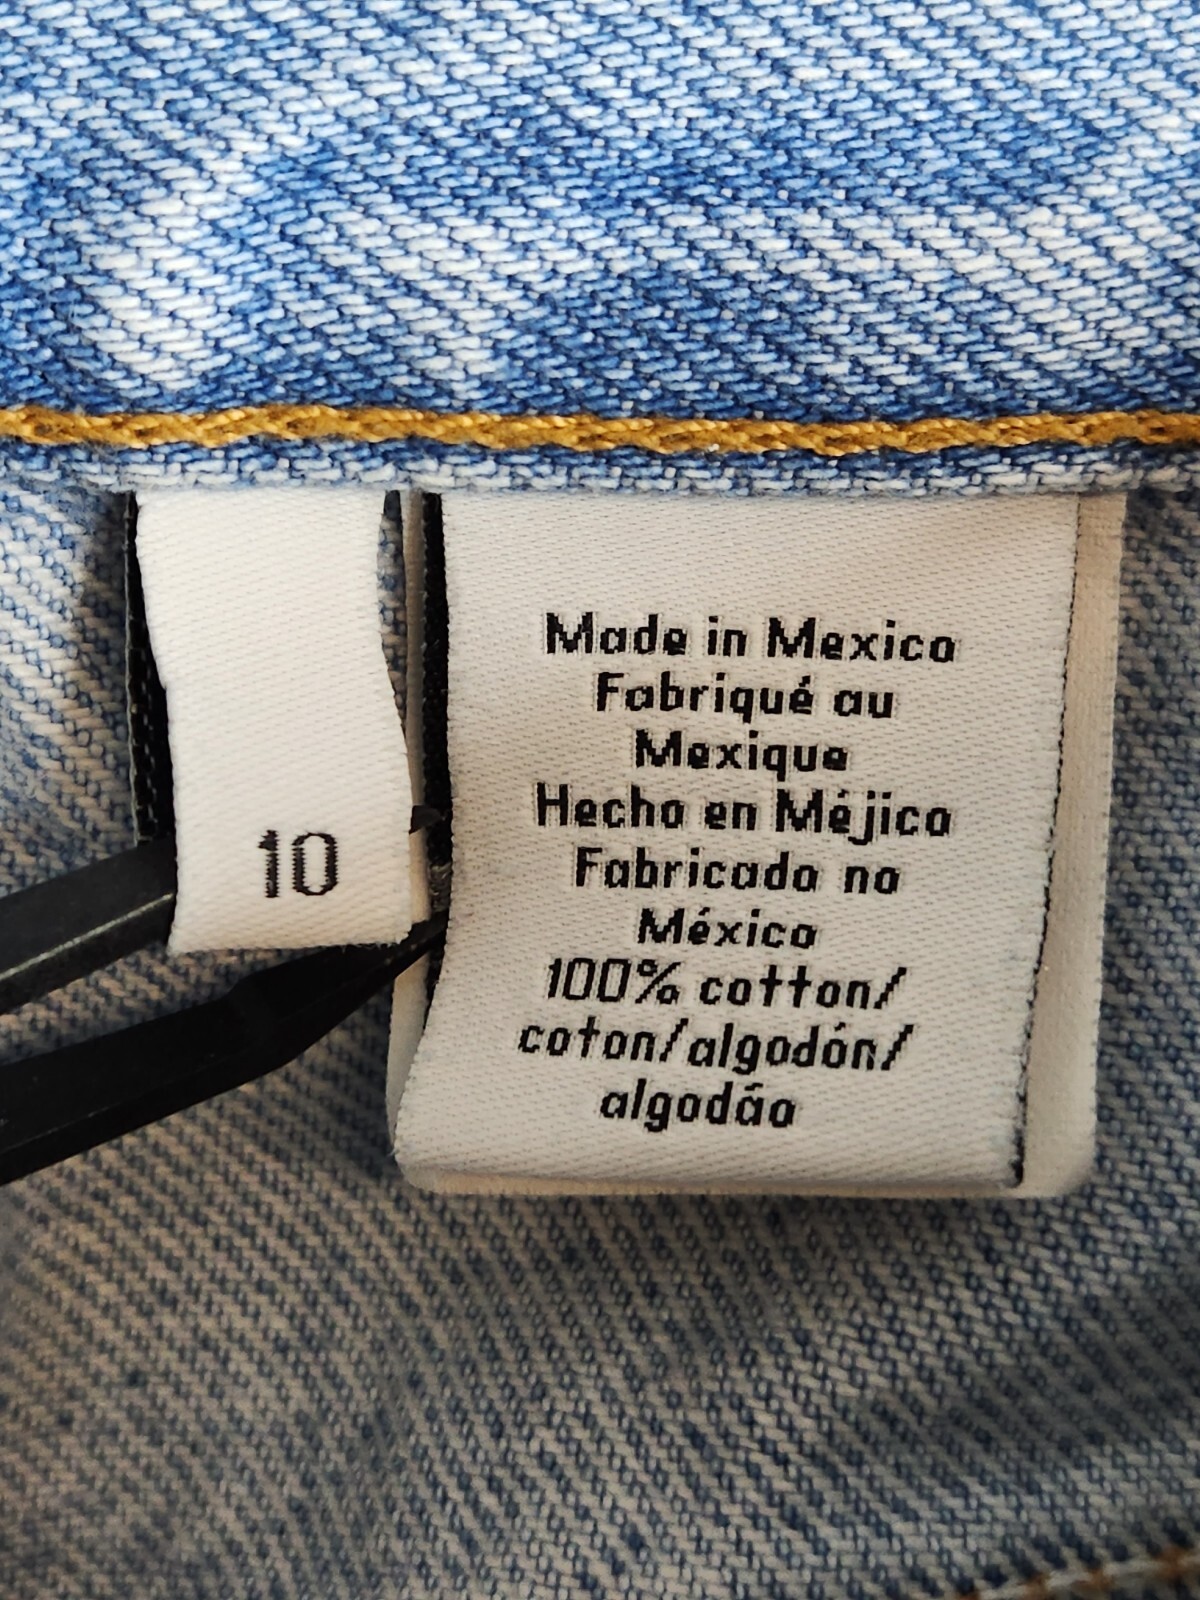 10
Made in Mexico
Fabriqué au
Mexique
Hecho en Méjico
Fabricado no
México
100% cotton/
coton/algodón/
algodão